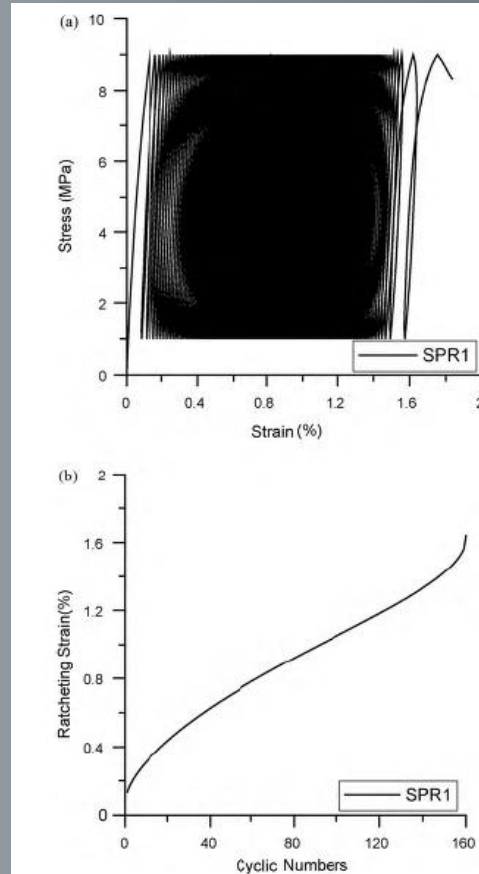 (a)
10
8
6
4
2
0
Stress (MPa)
SPR1
0 0.4 0.8 1.2 1.6 2
Strain (%)
(b)
2
1.6
1.2
0.8
0.4
0
Ratcheting Strain(%)
SPR1
0 40 80 120 160
Cyclic Numbers